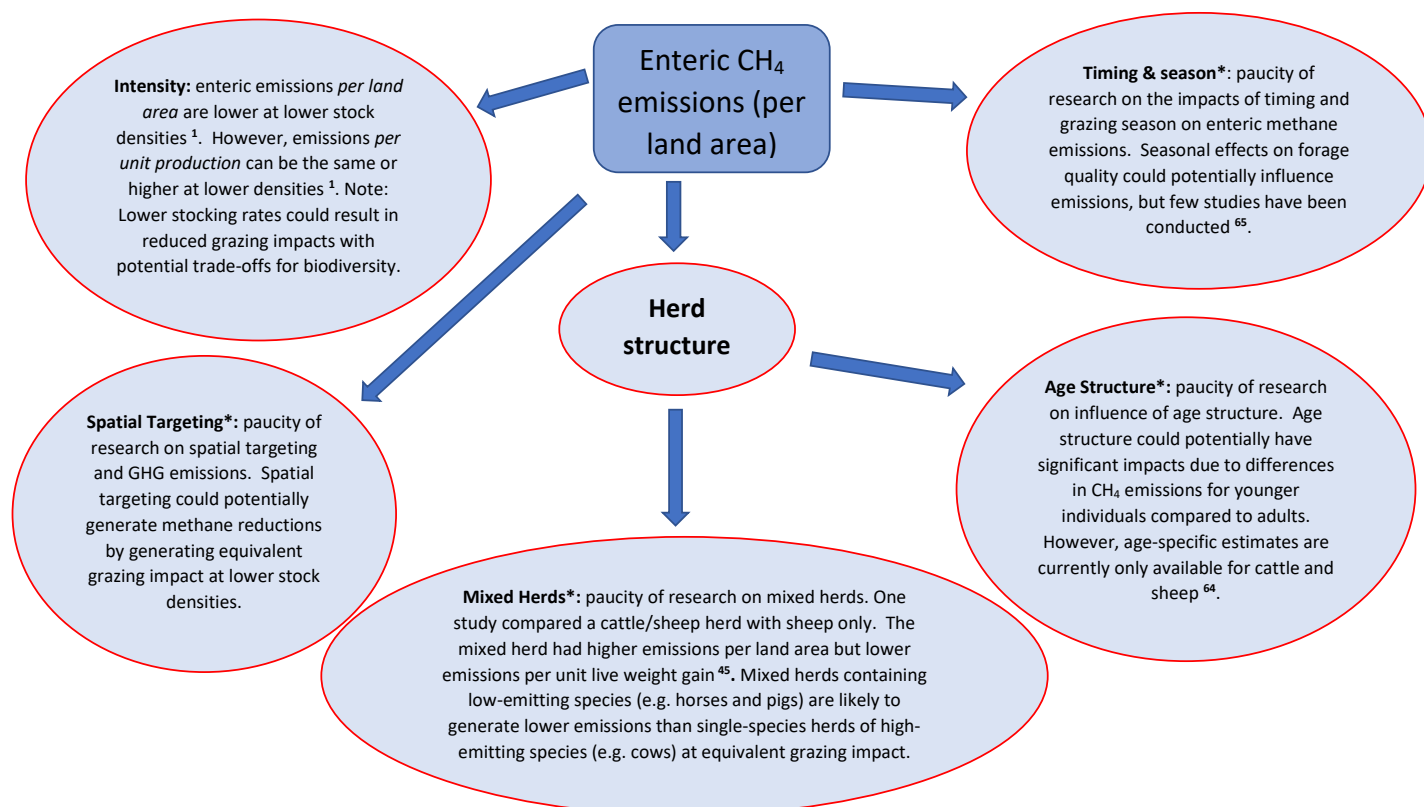 Enteric CH₄
emissions (per
land area)
Intensity: enteric emissions per land
area are lower at lower stock
densities ¹. However, emissions per
unit production can be the same or
higher at lower densities ¹. Note:
Lower stocking rates could result in
reduced grazing impacts with
potential trade-offs for biodiversity.
Timing & season*: paucity of
research on the impacts of timing and
grazing season on enteric methane
emissions. Seasonal effects on forage
quality could potentially influence
emissions, but few studies have been
conducted ⁶⁵.
Herd
structure
Spatial Targeting*: paucity of
research on spatial targeting
and GHG emissions. Spatial
targeting could potentially
generate methane reductions
by generating equivalent
grazing impact at lower stock
densities.
Age Structure*: paucity of research
on influence of age structure. Age
structure could potentially have
significant impacts due to differences
in CH₄ emissions for younger
individuals compared to adults.
However, age-specific estimates are
currently only available for cattle and
sheep ⁶⁴.
Mixed Herds*: paucity of research on mixed herds. One
study compared a cattle/sheep herd with sheep only. The
mixed herd had higher emissions per land area but lower
emissions per unit live weight gain ⁴⁵. Mixed herds containing
low-emitting species (e.g. horses and pigs) are likely to
generate lower emissions than single-species herds of high-
emitting species (e.g. cows) at equivalent grazing impact.